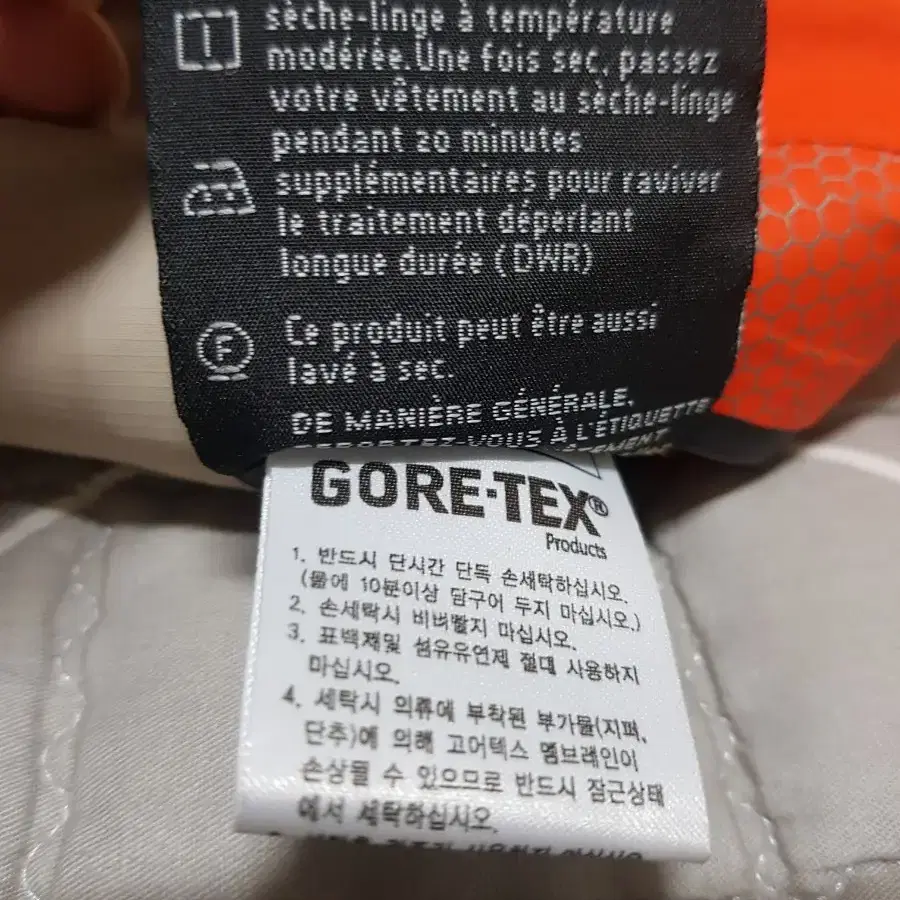 sèche-linge à température
modérée.Une fois sec, passez
votre vêtement au sèche-linge
pendant 20 minutes
supplémentaires pour raviver
le traitement déperlant
longue durée (DWR)
F
Ce produit peut être aussi
lavé à sec.
DE MANIÈRE GÉNÉRALE,
VOUS À L'ÉTIQUETTE
GORE-TEX®
Products
1. 반드시 단시간 단독 손세탁하십시오.
(물에 10분이상 담구어 두지 마십시오.)
2. 손세탁시 비벼빨지 마십시오.
3. 표백제및 섬유유연제 절대 사용하지
마십시오.
4. 세탁시 의류에 부착된 부가물(지퍼,
단추)에 의해 고어텍스 멤브레인이
손상될 수 있으므로 반드시 잠근상태
에서 세탁하십시오.